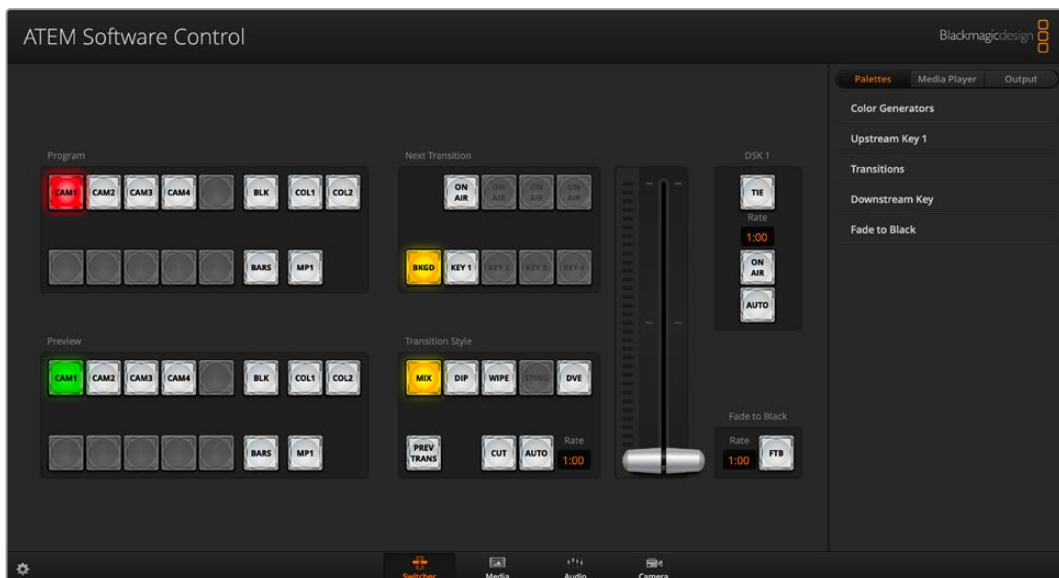 ATEM Software Control
Blackmagicdesign
Palettes Media Player Output
Color Generators
Upstream Key 1
Transitions
Downstream Key
Fade to Black
Program
CAM1 CAM2 CAM3 CAM4 BLK COL1 COL2
BARS MP1
Next Transition
ON AIR ON AIR ON AIR ON AIR
BKGD KEY 1 KEY 2 KEY 3 KEY 4
DSK 1
TIE
Rate
1:00
ON AIR
AUTO
Preview
CAM1 CAM2 CAM3 CAM4 BLK COL1 COL2
BARS MP1
Transition Style
MIX DIP WIPE STING DVE
PREV TRANS CUT AUTO
Rate
1:00
Fade to Black
Rate
1:00
FTB
Switcher Media Audio Camera